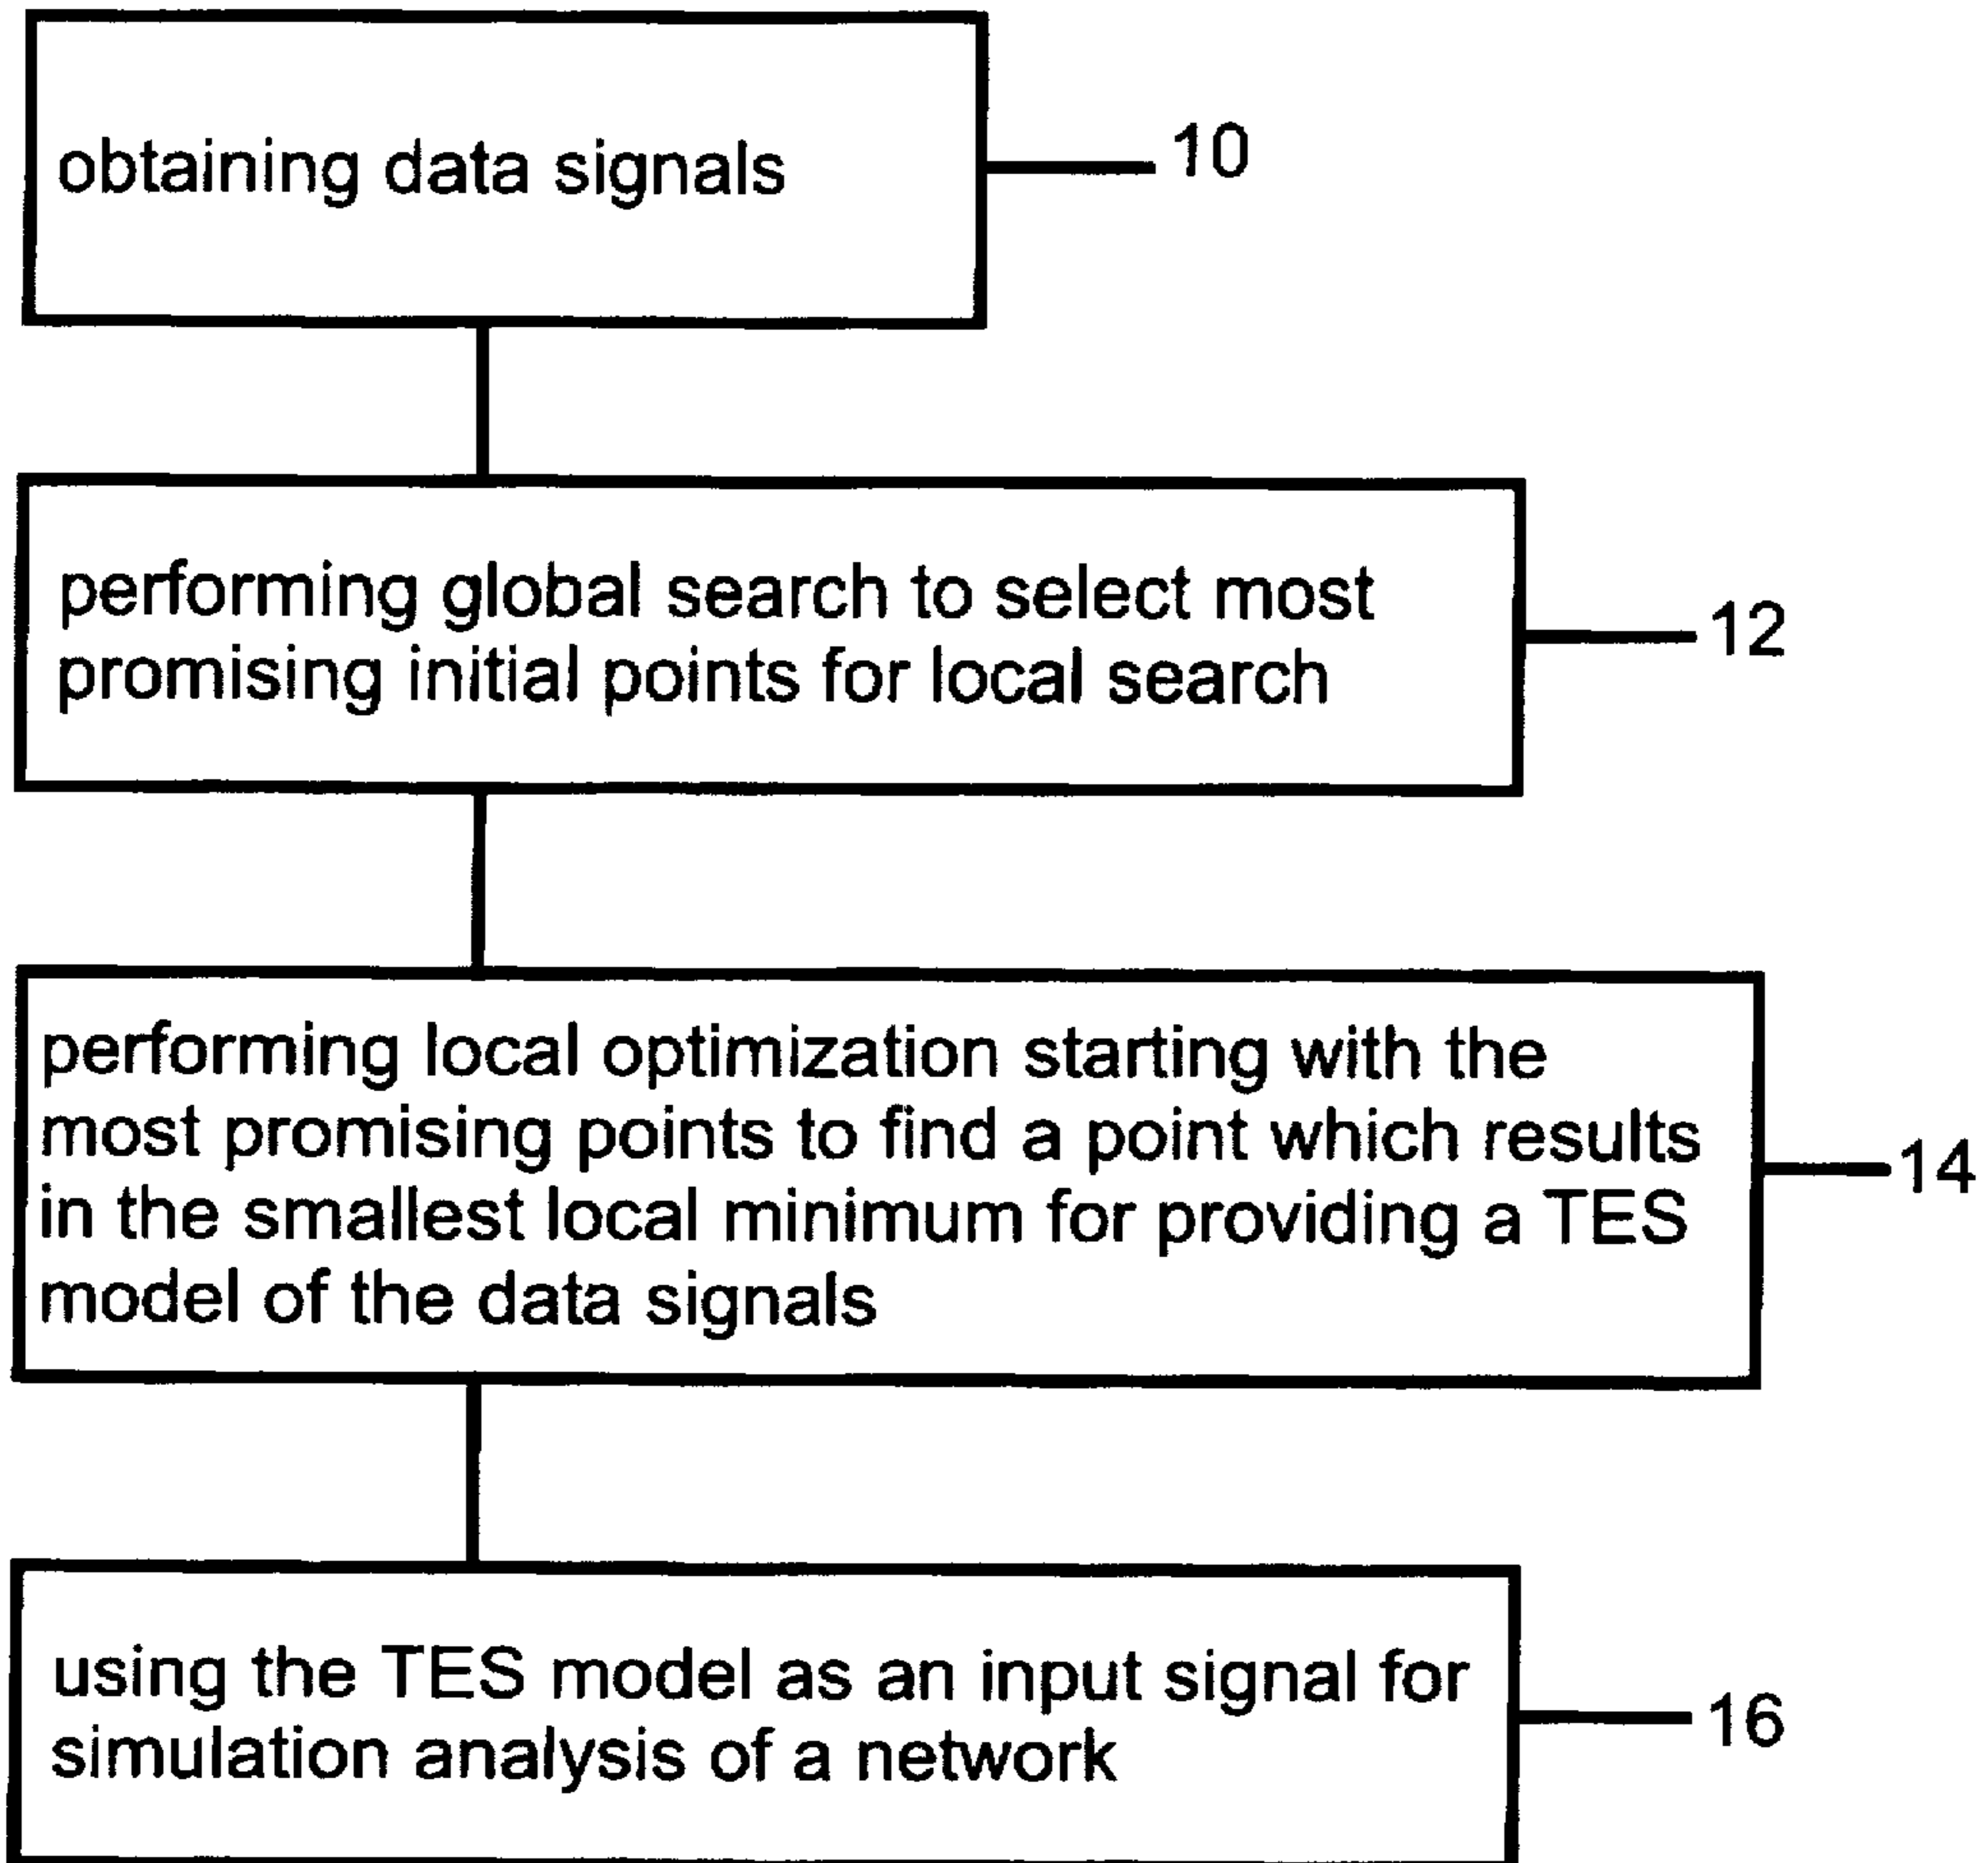 obtaining data signals
10
performing global search to select most
promising initial points for local search
12
performing local optimization starting with the
most promising points to find a point which results
in the smallest local minimum for providing a TES
model of the data signals
14
using the TES model as an input signal for
simulation analysis of a network
16